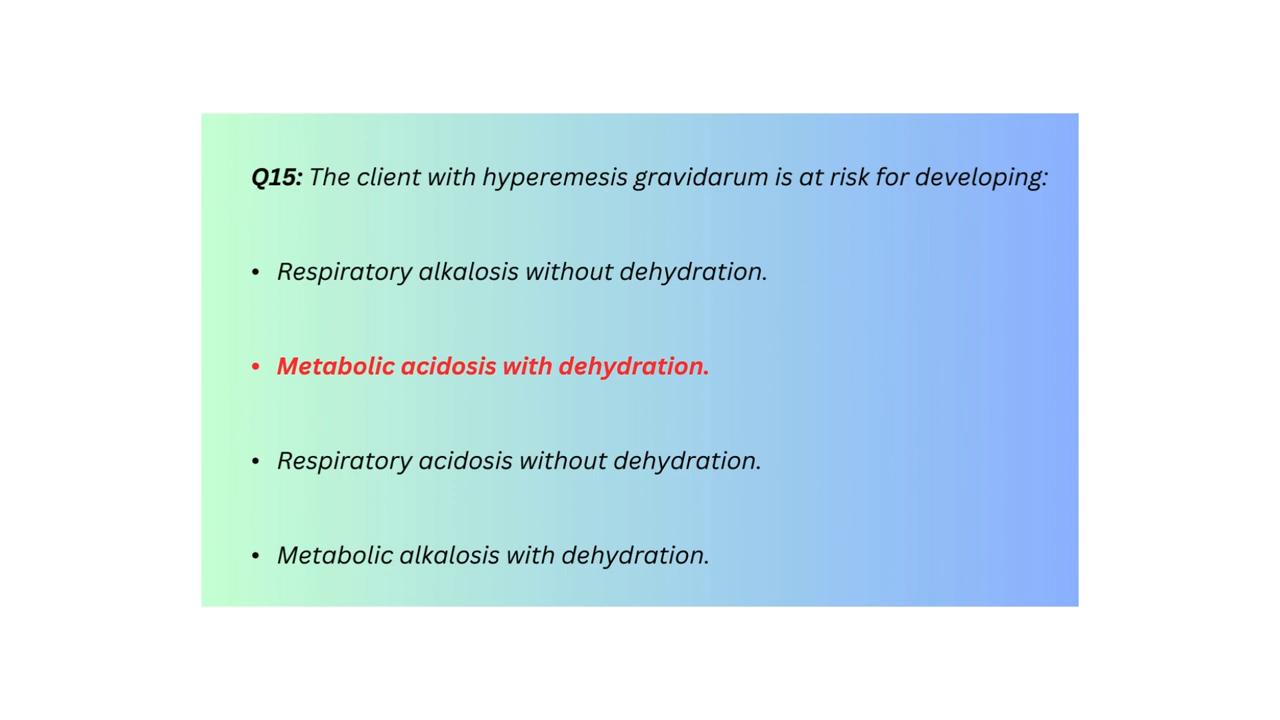 Q15: The client with hyperemesis gravidarum is at risk for developing:
• Respiratory alkalosis without dehydration.
• Metabolic acidosis with dehydration.
• Respiratory acidosis without dehydration.
• Metabolic alkalosis with dehydration.